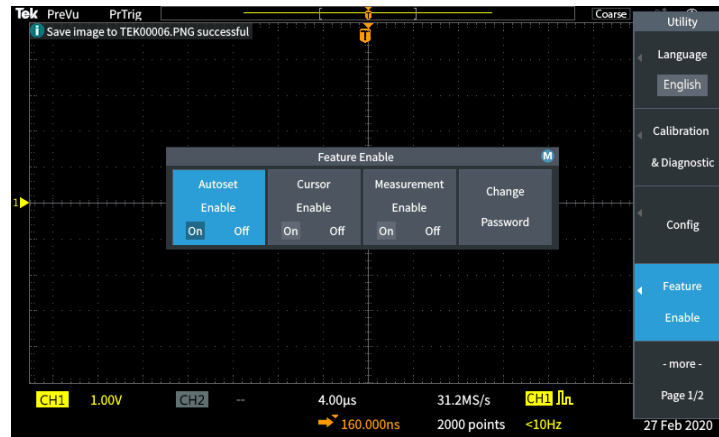 Tek PreVu PrTrig Coarse
Save image to TEK00006.PNG successful
Utility
Language
English
Calibration
& Diagnostic
Config
Feature
Enable
- more -
Page 1/2
Feature Enable M
Autoset
Enable
On Off
Cursor
Enable
On Off
Measurement
Enable
On Off
Change
Password
1
CH1 1.00V CH2 -- 4.00µs 31.2MS/s CH1
160.000ns 2000 points <10Hz
27 Feb 2020